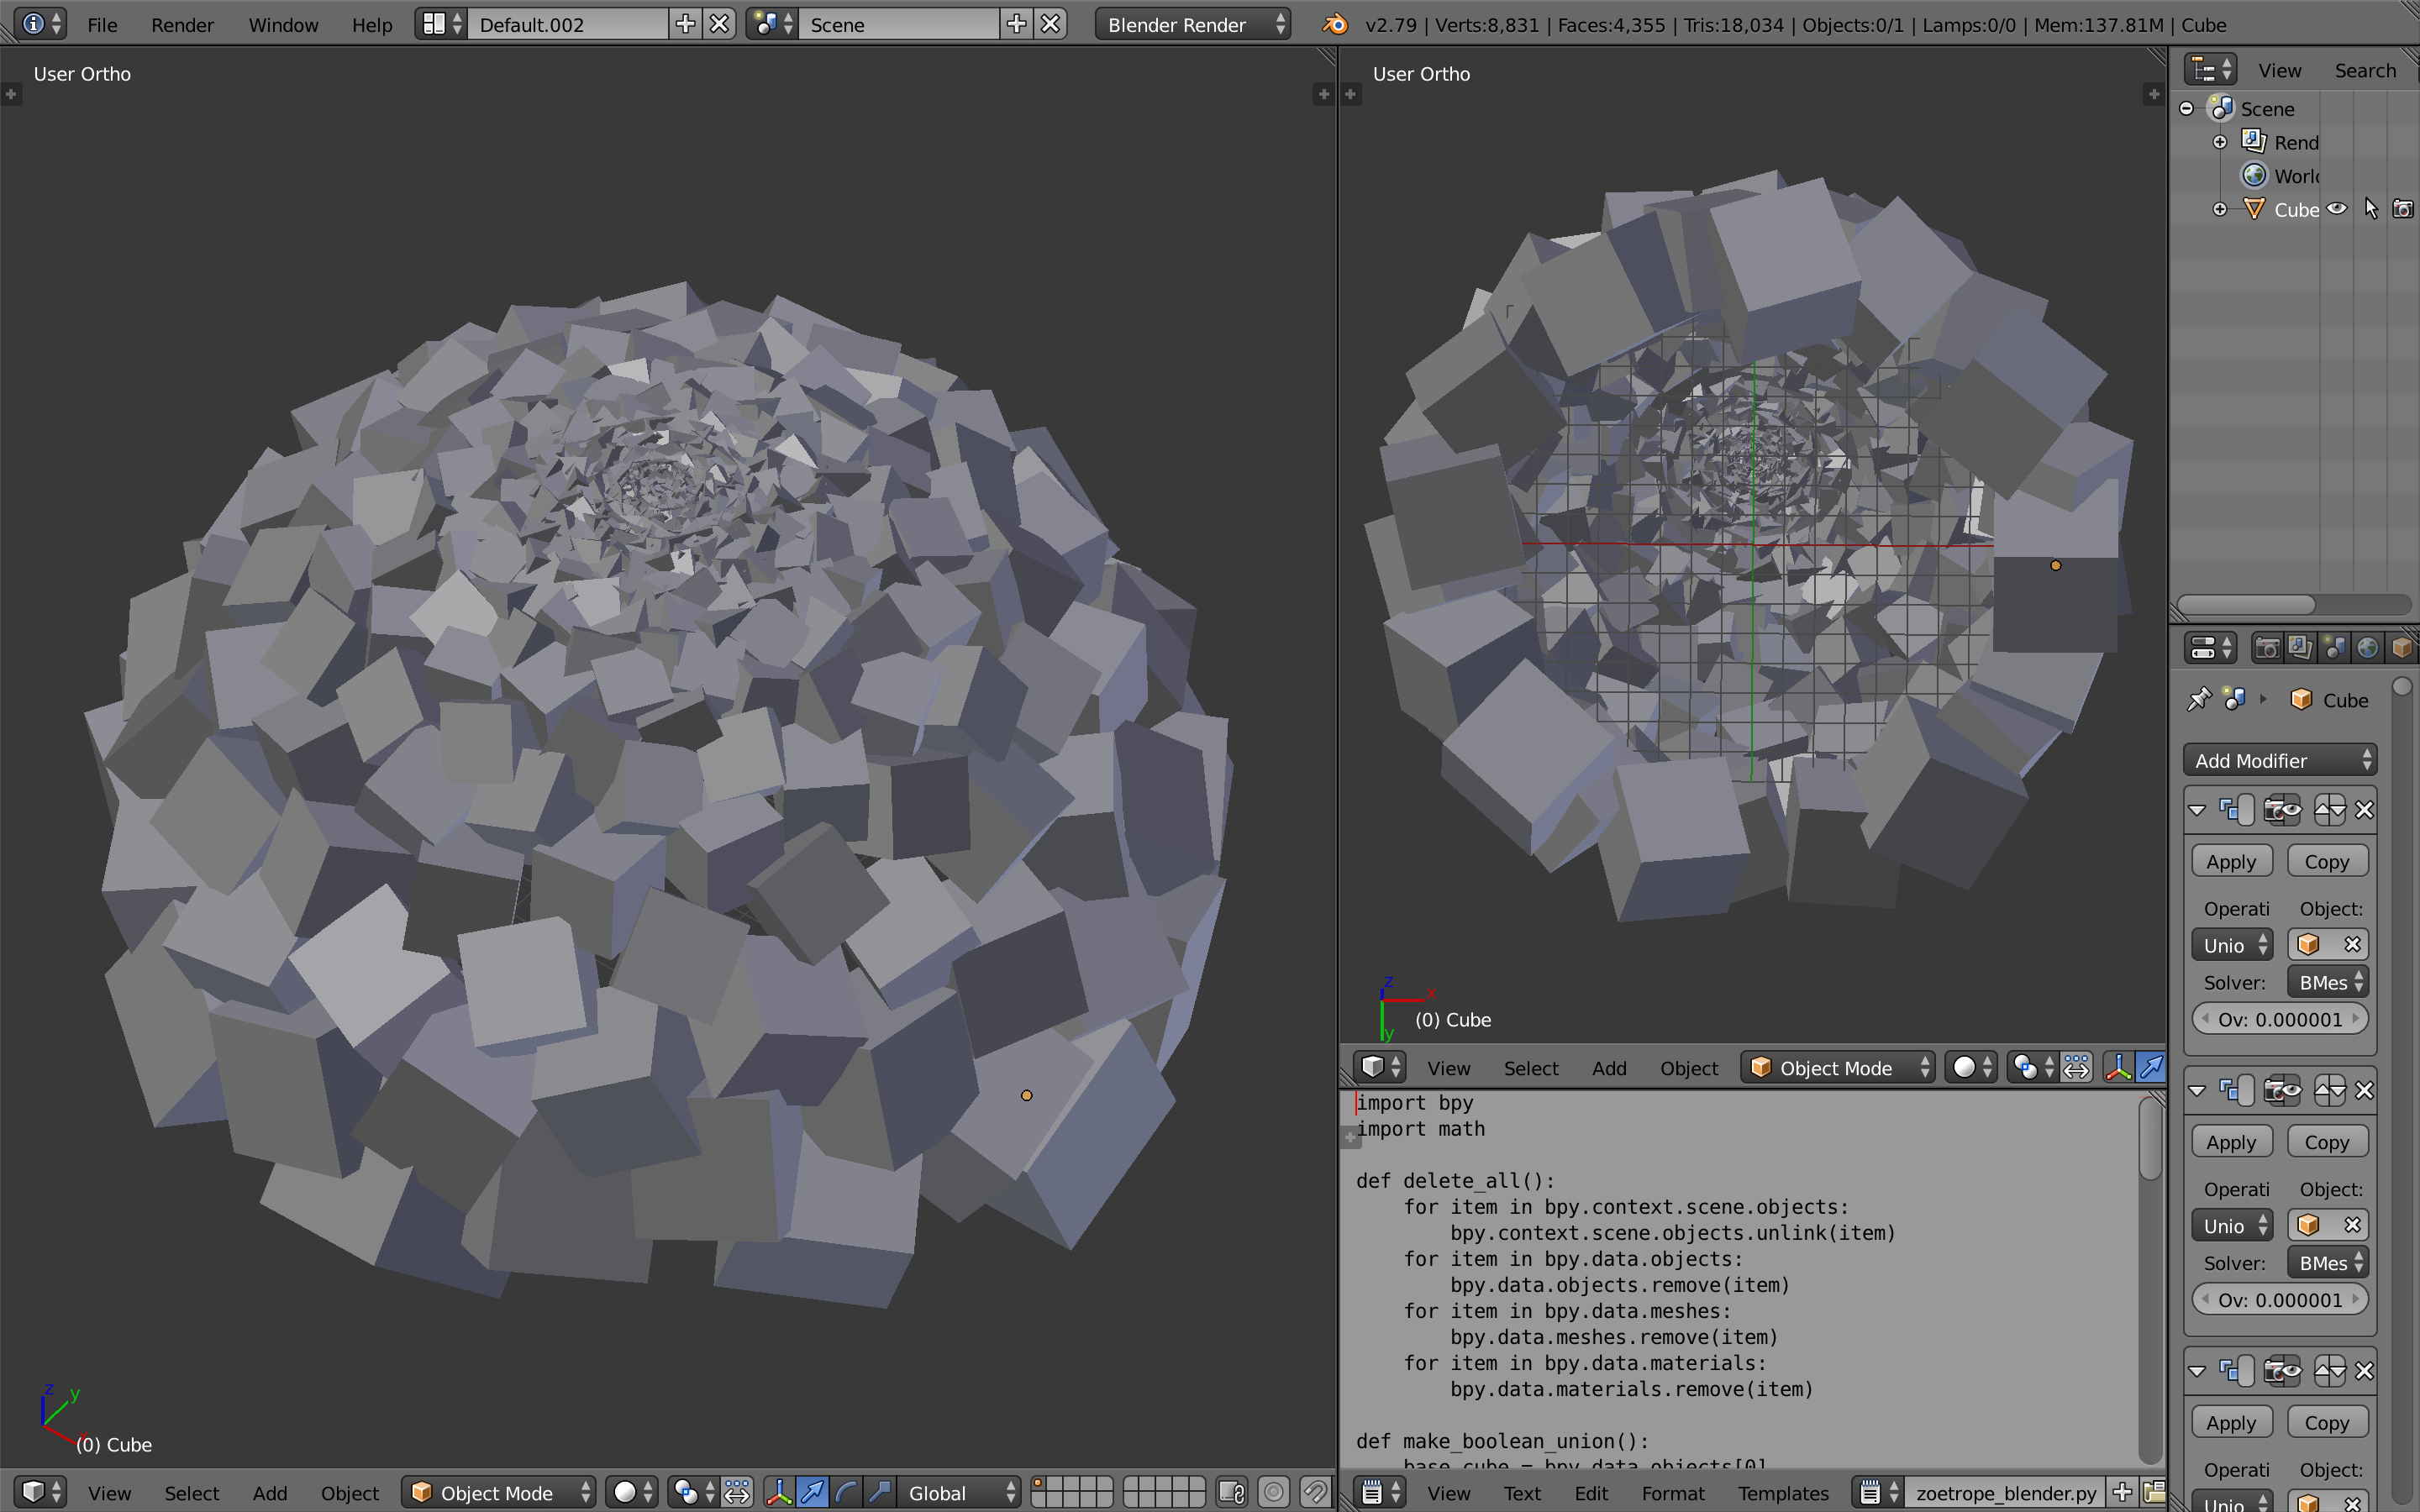 File Render Window Help Default.002 Scene Blender Render v2.79 | Verts:8,831 | Faces:4,355 | Tris:18,034 | Objects:0/1 | Lamps:0/0 | Mem:137.81M | Cube
User Ortho
z y
(0) Cube
View Select Add Object Object Mode Global
User Ortho
z x
y
(0) Cube
View Select Add Object Object Mode
import bpy
import math
def delete_all():
for item in bpy.context.scene.objects:
bpy.context.scene.objects.unlink(item)
for item in bpy.data.objects:
bpy.data.objects.remove(item)
for item in bpy.data.meshes:
bpy.data.meshes.remove(item)
for item in bpy.data.materials:
bpy.data.materials.remove(item)
def make_boolean_union():
base_cube = bpy.data.objects[0]
View Text Edit Format Templates zoetrope_blender.py
View Search
Scene
Rend
Worl
Cube
Cube
Add Modifier
Apply Copy
Operati Object:
Unio
Solver: BMes
Ov: 0.000001
Apply Copy
Operati Object:
Unio
Solver: BMes
Ov: 0.000001
Apply Copy
Operati Object:
Unio